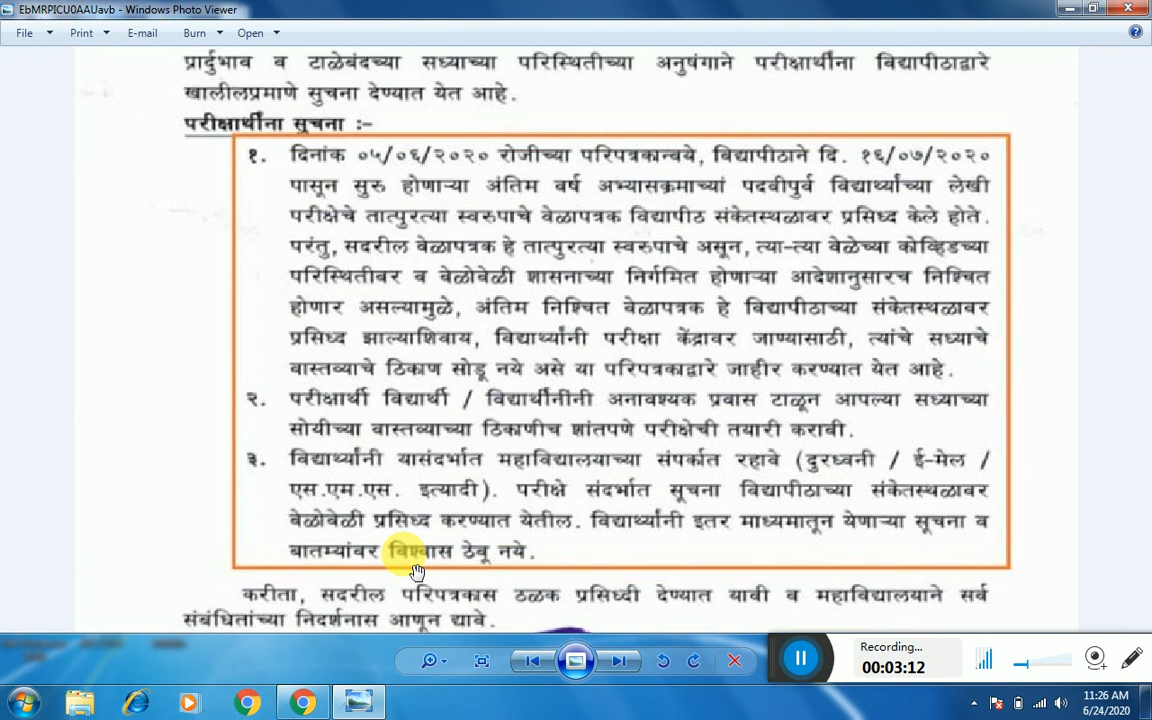 EbMRPICU0AAUavb - Windows Photo Viewer
File Print E-mail Burn Open
प्रार्दुभाव व टाळेबंदच्या सध्याच्या परिस्थितीच्या अनुषंगाने परीक्षार्थीना विद्यापीठाद्वारे
खालीलप्रमाणे सुचना देण्यात येत आहे.
परीक्षार्थींना सूचना :-
१. दिनांक ०५/०६/२०२० रोजीच्या परिपत्रकान्वये, विद्यापीठाने दि. १६/०७/२०२०
पासून सुरु होणाऱ्या अंतिम वर्ष अभ्यासक्रमाच्यां पदवीपुर्व विद्यार्थ्यांच्या लेखी
परीक्षेचे तात्पुरत्या स्वरुपाचे वेळापत्रक विद्यापीठ संकेतस्थळावर प्रसिध्द केले होते.
परंतु, सदरील वेळापत्रक हे तात्पुरत्या स्वरुपाचे असून, त्या-त्या वेळेच्या कोव्हिडच्या
परिस्थितीवर व वेळोवेळी शासनाच्या निर्गमित होणाऱ्या आदेशानुसारच निश्चित
होणार असल्यामुळे, अंतिम निश्चित वेळापत्रक हे विद्यापीठाच्या संकेतस्थळावर
प्रसिध्द झाल्याशिवाय, विद्यार्थ्यांनी परीक्षा केंद्रावर जाण्यासाठी, त्यांचे सध्याचे
वास्तव्याचे ठिकाण सोडू नये असे या परिपत्रकाद्वारे जाहीर करण्यात येत आहे.
२. परीक्षार्थी विद्यार्थी / विद्यार्थीनींनी अनावश्यक प्रवास टाळून आपल्या सध्याच्या
सोयीच्या वास्तव्याच्या ठिकाणीच शांतपणे परीक्षेची तयारी करावी.
३. विद्यार्थ्यांनी यासंदर्भात महाविद्यालयाच्या संपर्कात रहावे (दुरध्वनी / ई-मेल /
एस.एम.एस. इत्यादी). परीक्षे संदर्भात सूचना विद्यापीठाच्या संकेतस्थळावर
वेळोवेळी प्रसिध्द करण्यात येतील. विद्यार्थ्यांनी इतर माध्यमातून येणाऱ्या सूचना व
बातम्यांवर विश्वास ठेवू नये.
करीता, सदरील परिपत्रकास ठळक प्रसिध्दी देण्यात यावी व महाविद्यालयाने सर्व
संबंधितांच्या निदर्शनास आणून द्यावे.
Recording...
00:03:12
11:26 AM
6/24/2020